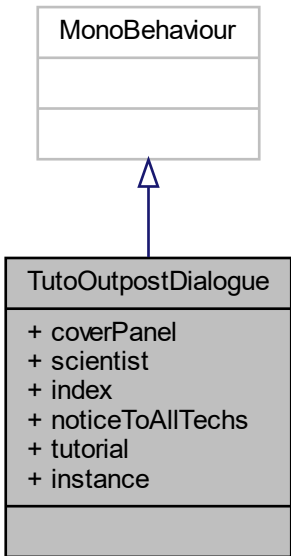 MonoBehaviour
TutoOutpostDialogue
+ coverPanel
+ scientist
+ index
+ noticeToAllTechs
+ tutorial
+ instance